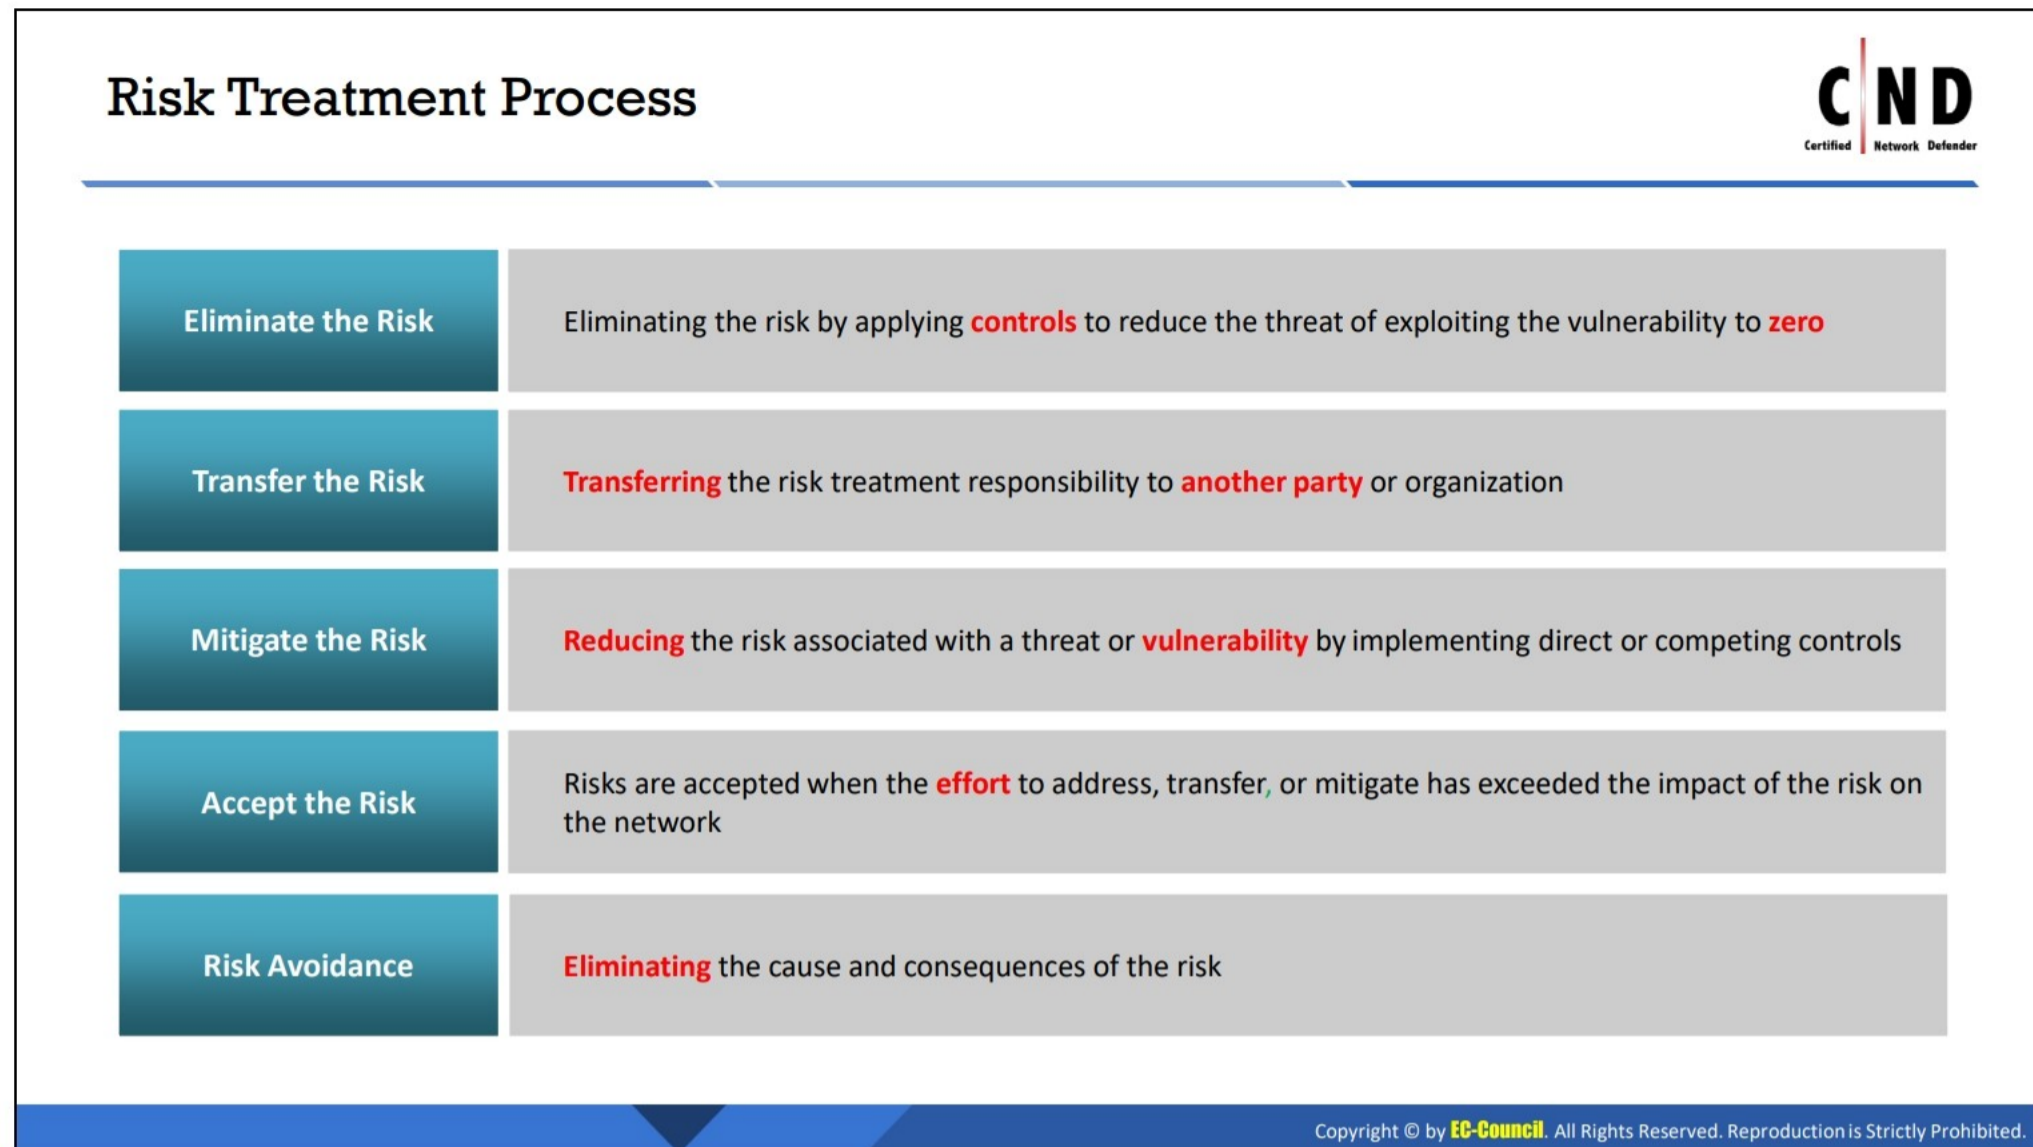 Risk Treatment Process
C ND
Certified Network Defender
Eliminate the Risk
Eliminating the risk by applying controls to reduce the threat of exploiting the vulnerability to zero
Transfer the Risk
Transferring the risk treatment responsibility to another party or organization
Mitigate the Risk
Reducing the risk associated with a threat or vulnerability by implementing direct or competing controls
Accept the Risk
Risks are accepted when the effort to address, transfer, or mitigate has exceeded the impact of the risk on
the network
Risk Avoidance
Eliminating the cause and consequences of the risk
Copyright © by EC-Council. All Rights Reserved. Reproduction is Strictly Prohibited.